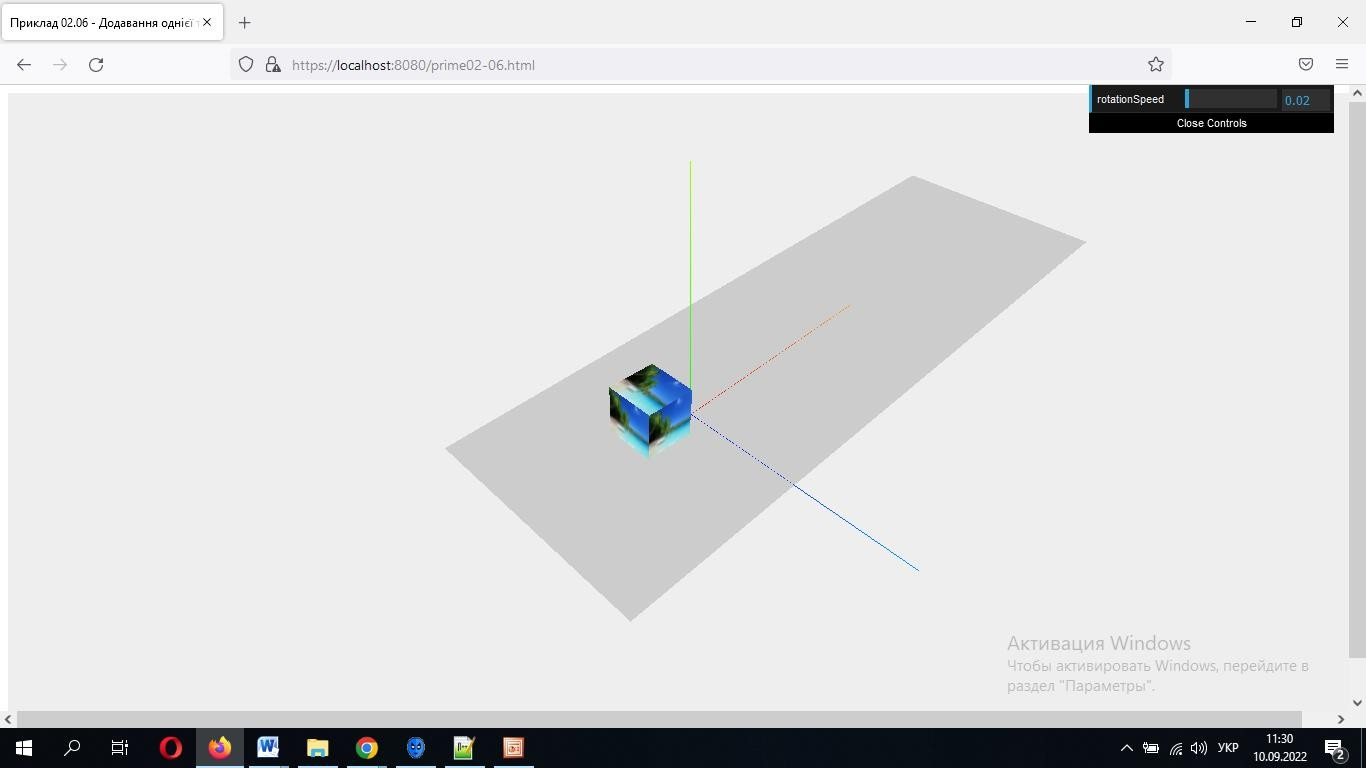 Приклад 02.06 - Додавання однієї т
https://localhost:8080/prime02-06.html
rotationSpeed 0.02
Close Controls
Активация Windows
Чтобы активировать Windows, перейдите в
раздел "Параметры".
УКР
11:30
10.09.2022
2